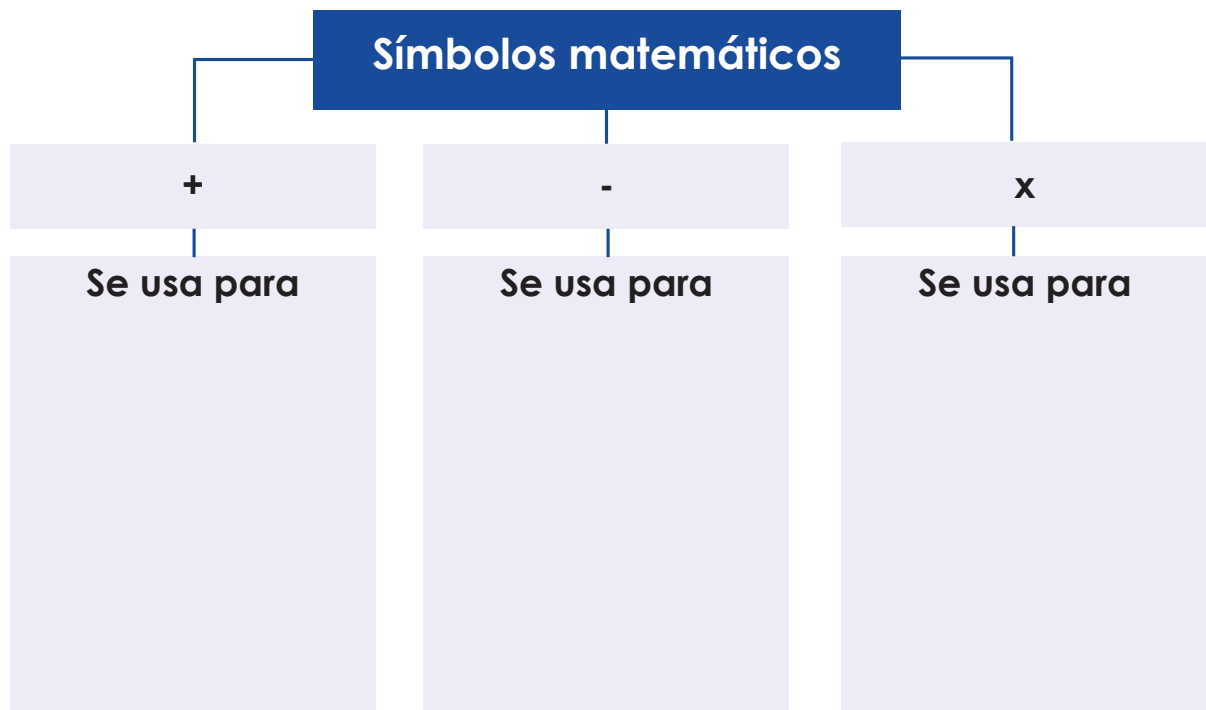 Símbolos matemáticos
+
-
x
Se usa para
Se usa para
Se usa para